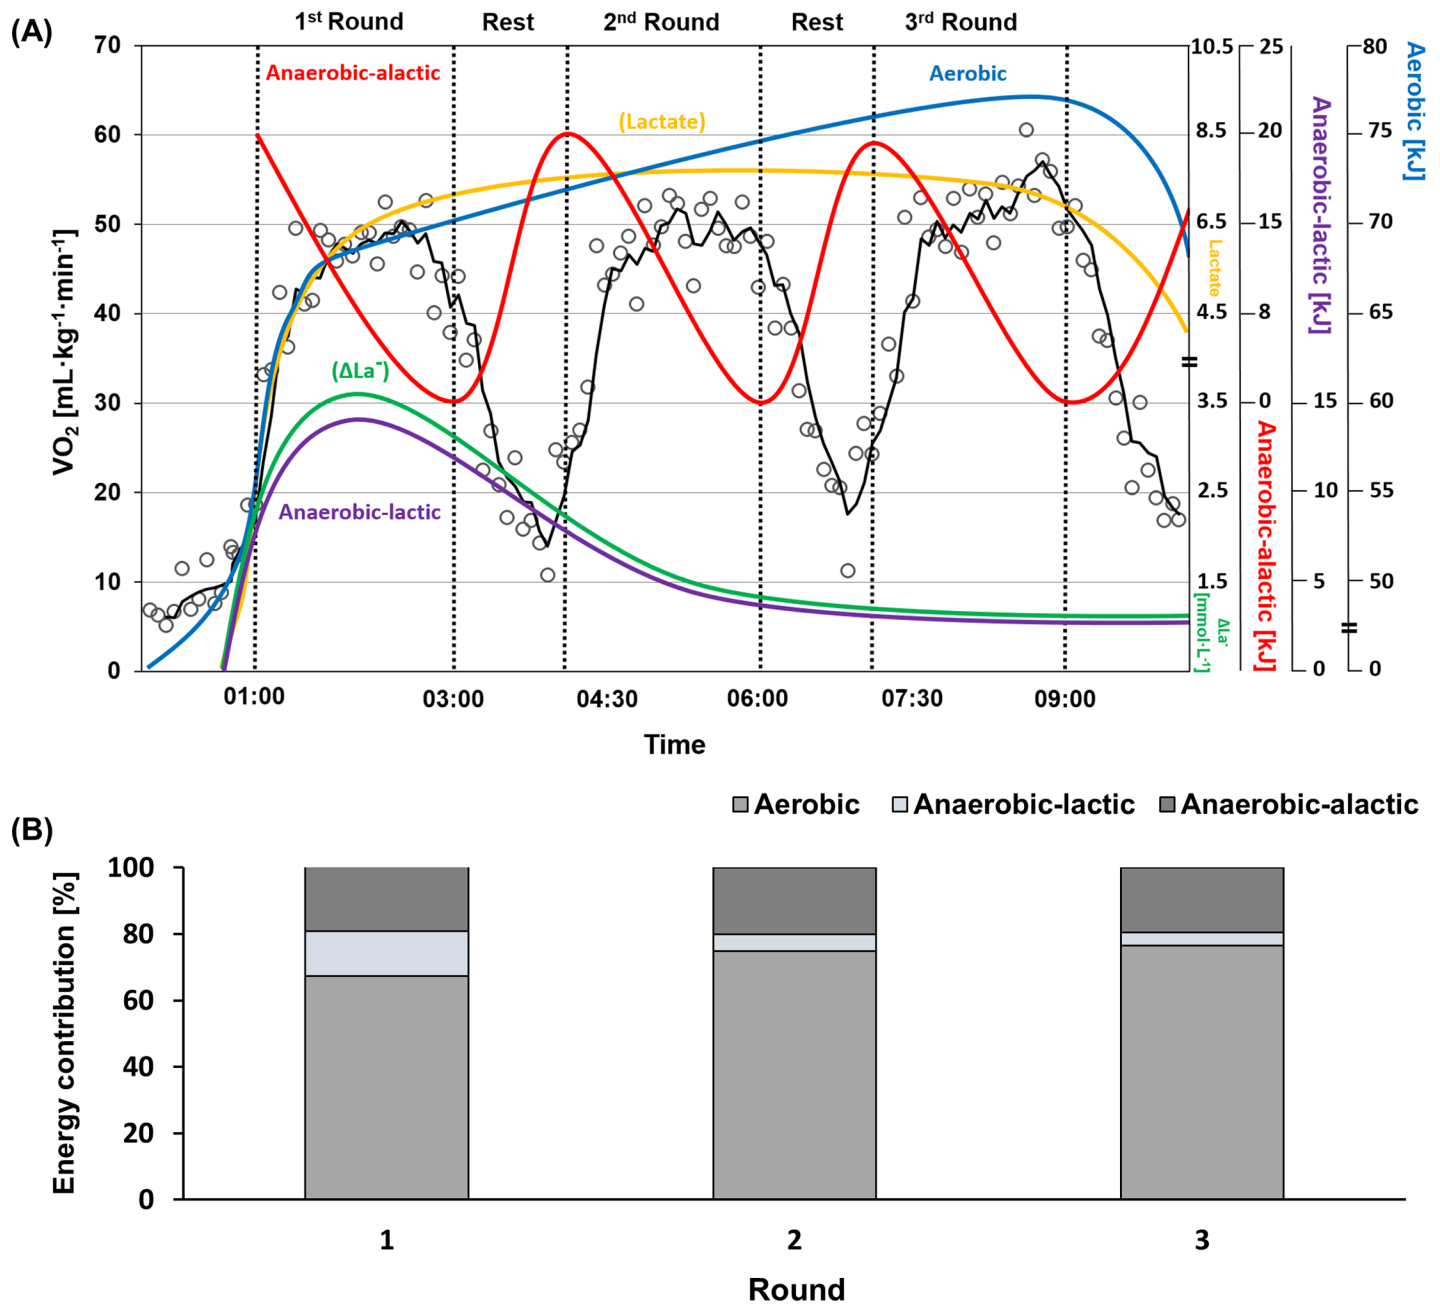 (A)
1st Round
Rest
2nd Round
Rest
3rd Round
70
60
50
40
30
20
10
0
VO2 [mL·kg-1·min-1]
Anaerobic-alactic
(Lactate)
Aerobic
(ΔLa-)
Anaerobic-lactic
10.5
8.5
6.5
4.5
3.5
2.5
1.5
Lactate
ΔLa-
[mmol·L-1]
25
20
15
8
0
Anaerobic-alactic [kJ]
15
10
5
0
Anaerobic-lactic [kJ]
80
75
70
65
60
55
50
0
Aerobic [kJ]
01:00
03:00
04:30
06:00
07:30
09:00
Time
Aerobic
Anaerobic-lactic
Anaerobic-alactic
(B)
100
80
60
40
20
0
Energy contribution [%]
1
2
3
Round